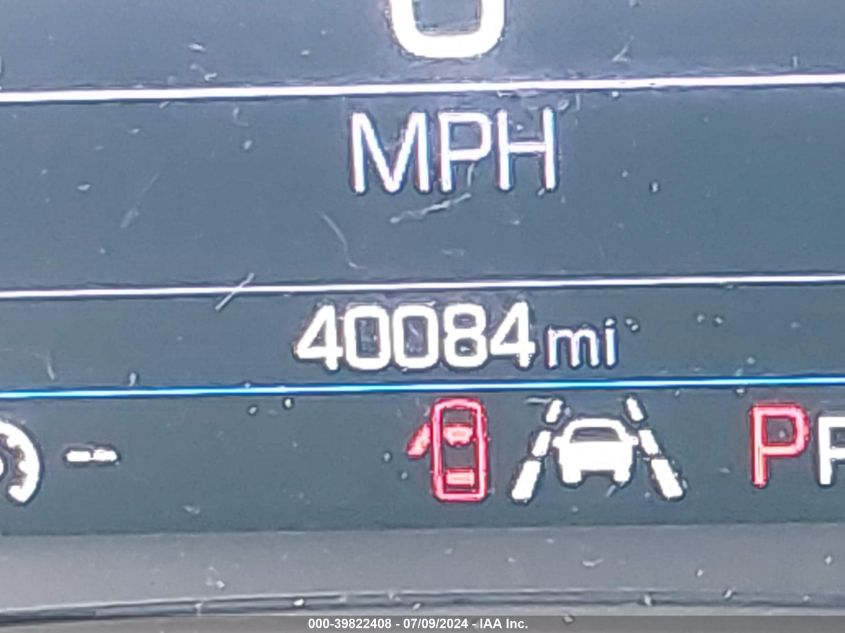 MPH
40084 mi
P
000-39822408 - 07/09/2024 - IAA Inc.